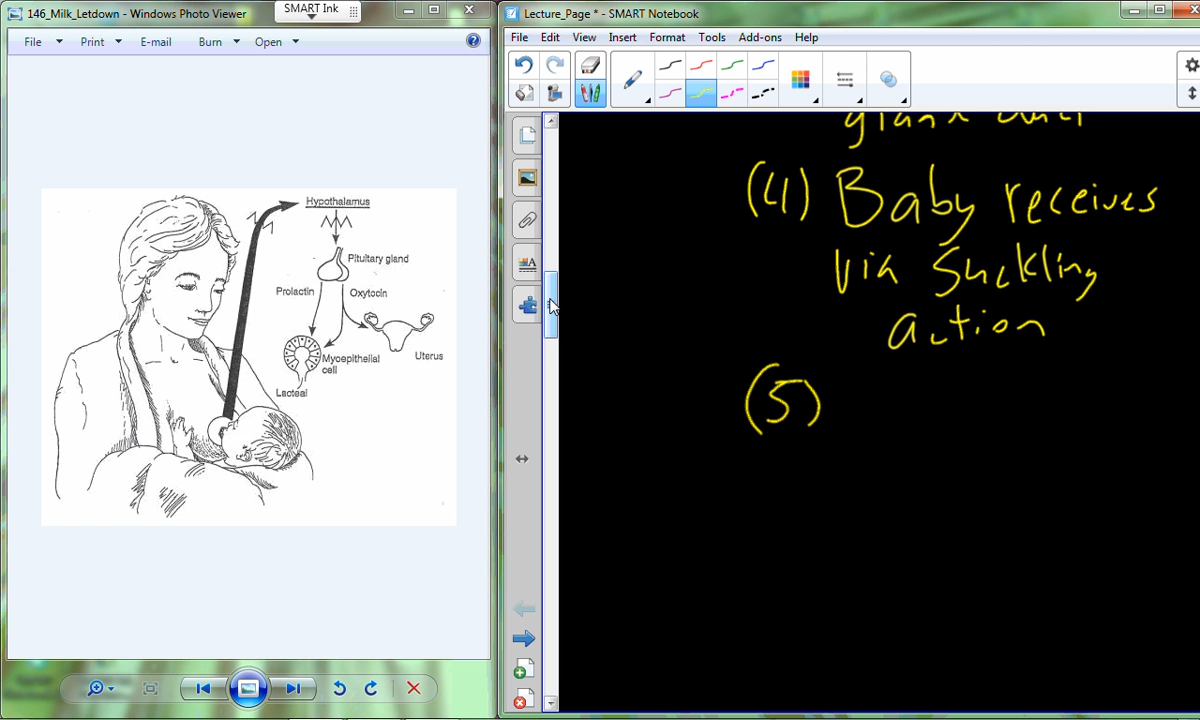 146_Milk_Letdown - Windows Photo Viewer
SMART Ink
File Print E-mail Burn Open
Hypothalamus
Pituitary gland
Prolactin Oxytocin
Myoepithelial
cell
Uterus
Lacteal
Lecture_Page * - SMART Notebook
File Edit View Insert Format Tools Add-ons Help
(4) Baby receives
via suckling
action
(5)